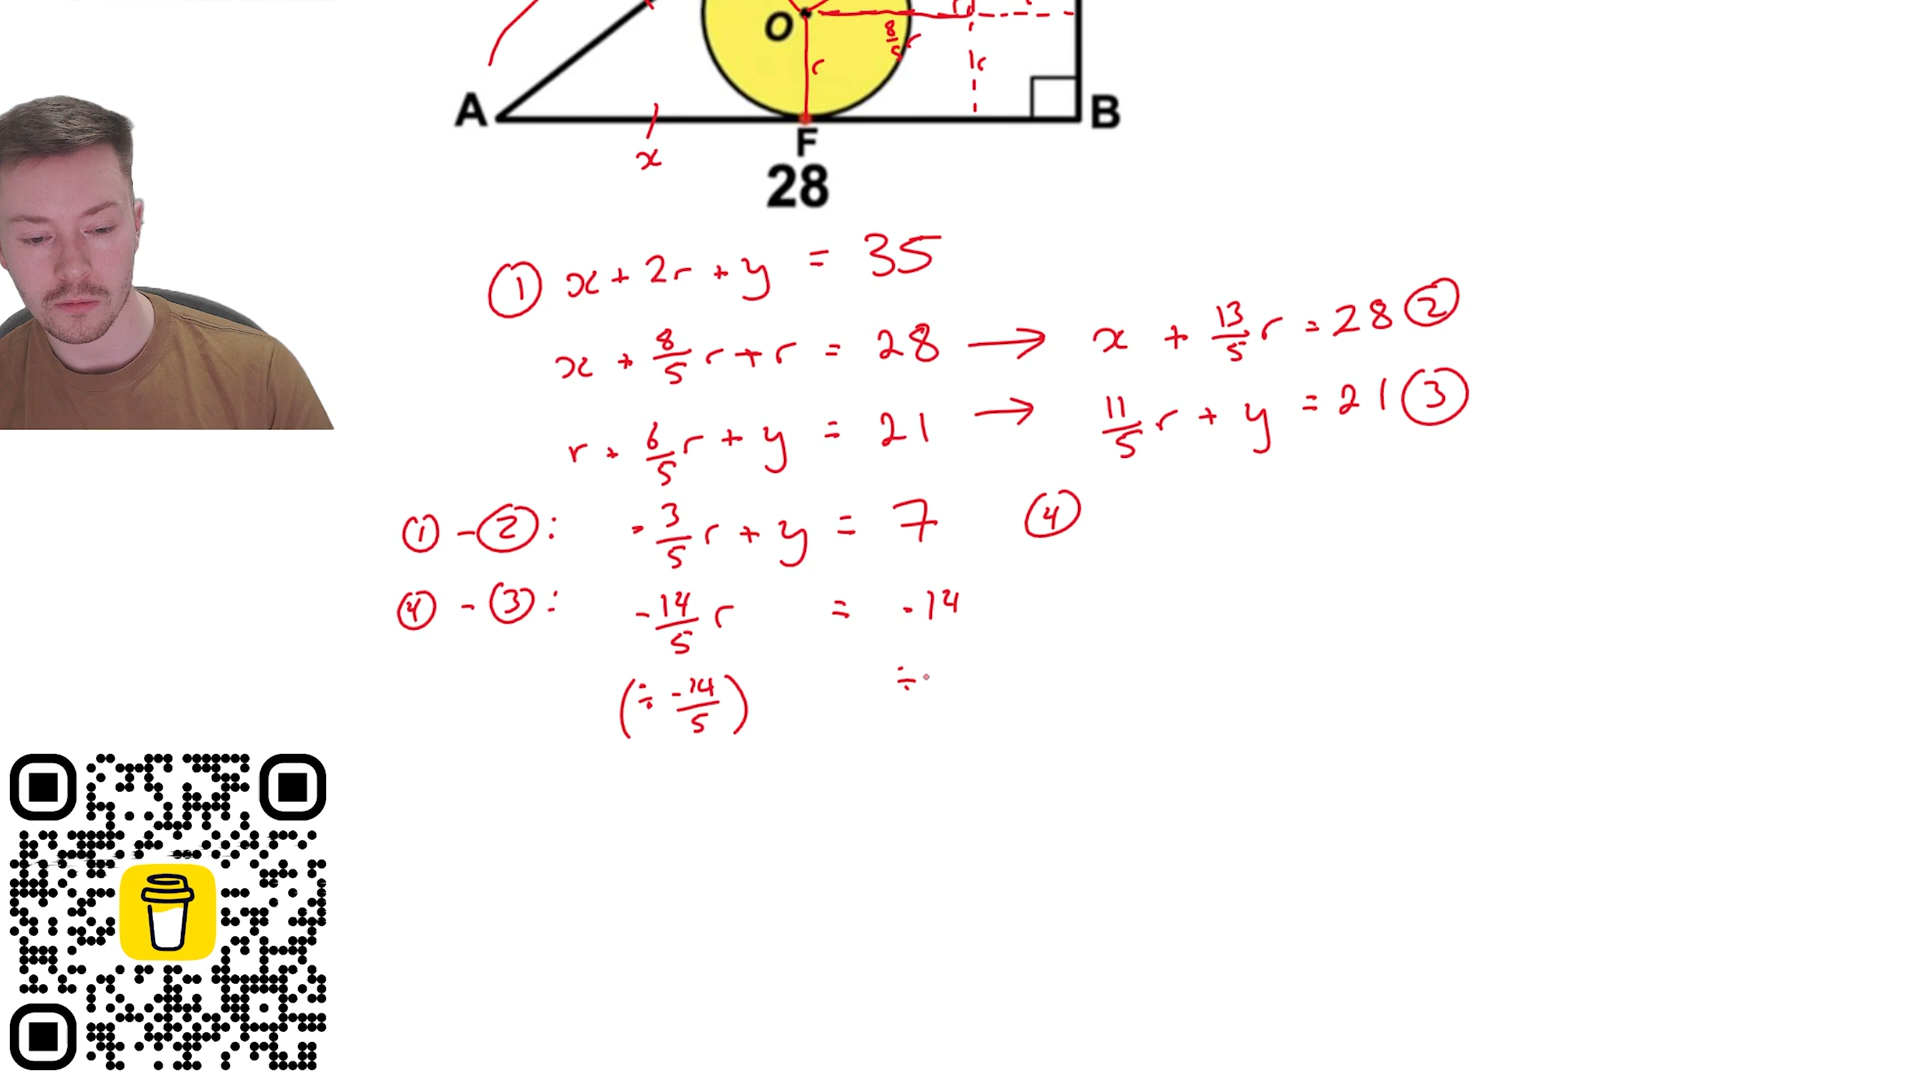 O
8/5 r
r
r
A
B
x
F
28
① x + 2r + y = 35
x + 8/5 r + r = 28 → x + 13/5 r = 28 ②
r + 6/5 r + y = 21 → 11/5 r + y = 21 ③
① - ②: -3/5 r + y = 7 ④
④ - ③: -14/5 r = -14
(÷ -14/5) ÷